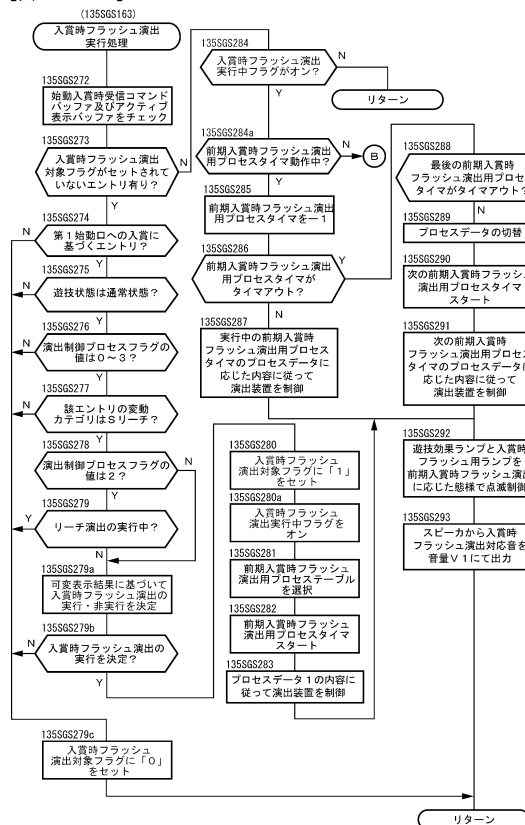 (135SGS163)
入賞時フラッシュ演出
実行処理
135SGS272
始動入賞時受信コマンド
バッファ及びアクティブ
表示バッファをチェック
135SGS273
入賞時フラッシュ演出
対象フラグがセットされて
いないエントリ有り?
N
Y
135SGS274
第1始動口への入賞に
基づくエントリ?
N
Y
135SGS275
遊技状態は通常状態?
N
Y
135SGS276
演出制御プロセスフラグの
値は0~3?
N
Y
135SGS277
該エントリの変動
カテゴリはSリーチ?
N
Y
135SGS278
演出制御プロセスフラグの
値は2?
N
Y
135SGS279
リーチ演出の実行中?
Y
N
135SGS279a
可変表示結果に基づいて
入賞時フラッシュ演出の
実行・非実行を決定
135SGS279b
入賞時フラッシュ演出の
実行を決定?
N
Y
135SGS279c
入賞時フラッシュ
演出対象フラグに「0」
をセット
135SGS284
入賞時フラッシュ演出
実行中フラグがオン?
N
Y
リターン
135SGS284a
前期入賞時フラッシュ演出
用プロセスタイマ動作中?
N
B
Y
135SGS285
前期入賞時フラッシュ演出
用プロセスタイマを-1
135SGS286
前期入賞時フラッシュ演出
用プロセスタイマが
タイマアウト?
Y
N
135SGS287
実行中の前期入賞時
フラッシュ演出用プロセス
タイマのプロセスデータに
応じた内容に従って
演出装置を制御
135SGS280
入賞時フラッシュ
演出対象フラグに「1」
をセット
135SGS280a
入賞時フラッシュ
演出実行中フラグを
オン
135SGS281
前期入賞時フラッシュ
演出用プロセステーブル
を選択
135SGS282
前期入賞時フラッシュ
演出用プロセスタイマ
スタート
135SGS283
プロセスデータ1の内容に
従って演出装置を制御
135SGS288
最後の前期入賞時
フラッシュ演出用プロセ
タイマがタイマアウト?
N
135SGS289
プロセスデータの切替
135SGS290
次の前期入賞時フラッシ
演出用プロセスタイマ
スタート
135SGS291
次の前期入賞時
フラッシュ演出用プロセス
タイマのプロセスデータに
応じた内容に従って
演出装置を制御
135SGS292
遊技効果ランプと入賞時
フラッシュ用ランプを
前期入賞時フラッシュ演出
に応じた態様で点滅制御
135SGS293
スピーカから入賞時
フラッシュ演出対応音を
音量V1にて出力
リターン